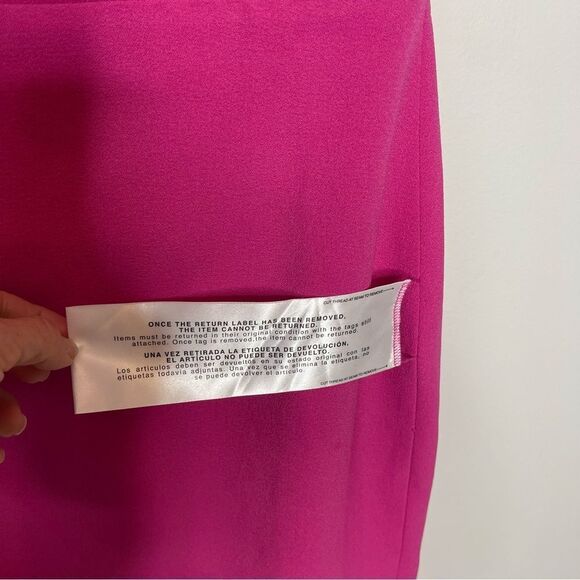 CUT THREAD AT SEAM TO REMOVE
ONCE THE RETURN LABEL HAS BEEN REMOVED,
THE ITEM CANNOT BE RETURNED.
Items must be returned in their original condition with the tags still
attached. Once tag is removed,the item cannot be returned.
UNA VEZ RETIRADA LA ETIQUETA DE DEVOLUCIÓN,
EL ARTICULO NO PUEDE SER DEVUELTO.
Los artículos deben ser devueltos en su estado original con las
etiquetas todavía adjuntas. Una vez que se elimina la etiqueta, no
se puede devolver el artículo.
CUT THREAD AT SEAM TO REMOVE